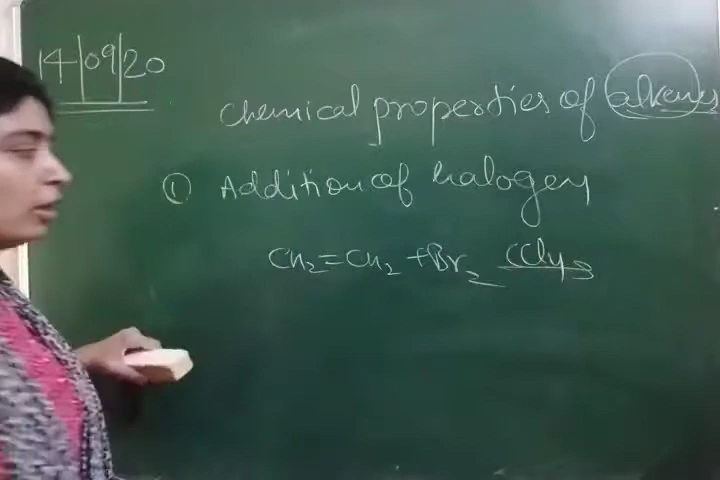 14/09/20
Chemical properties of alkenes
① Addition of halogen
CH₂=CH₂ + Br₂ CCl₄→